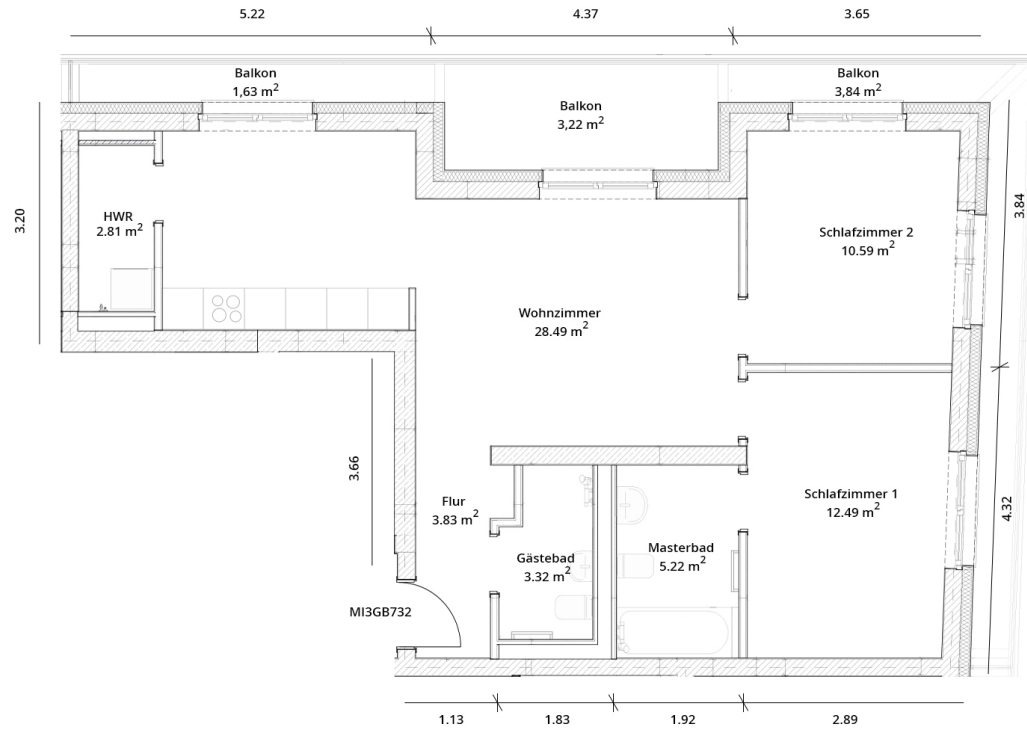 5.22
4.37
3.65
Balkon
1,63 m²
Balkon
3,22 m²
Balkon
3,84 m²
3.20
HWR
2.81 m²
Wohnzimmer
28.49 m²
Schlafzimmer 2
10.59 m²
3.84
3.66
Flur
3.83 m²
Gästebad
3.32 m²
Masterbad
5.22 m²
Schlafzimmer 1
12.49 m²
4.32
MI3GB732
1.13
1.83
1.92
2.89